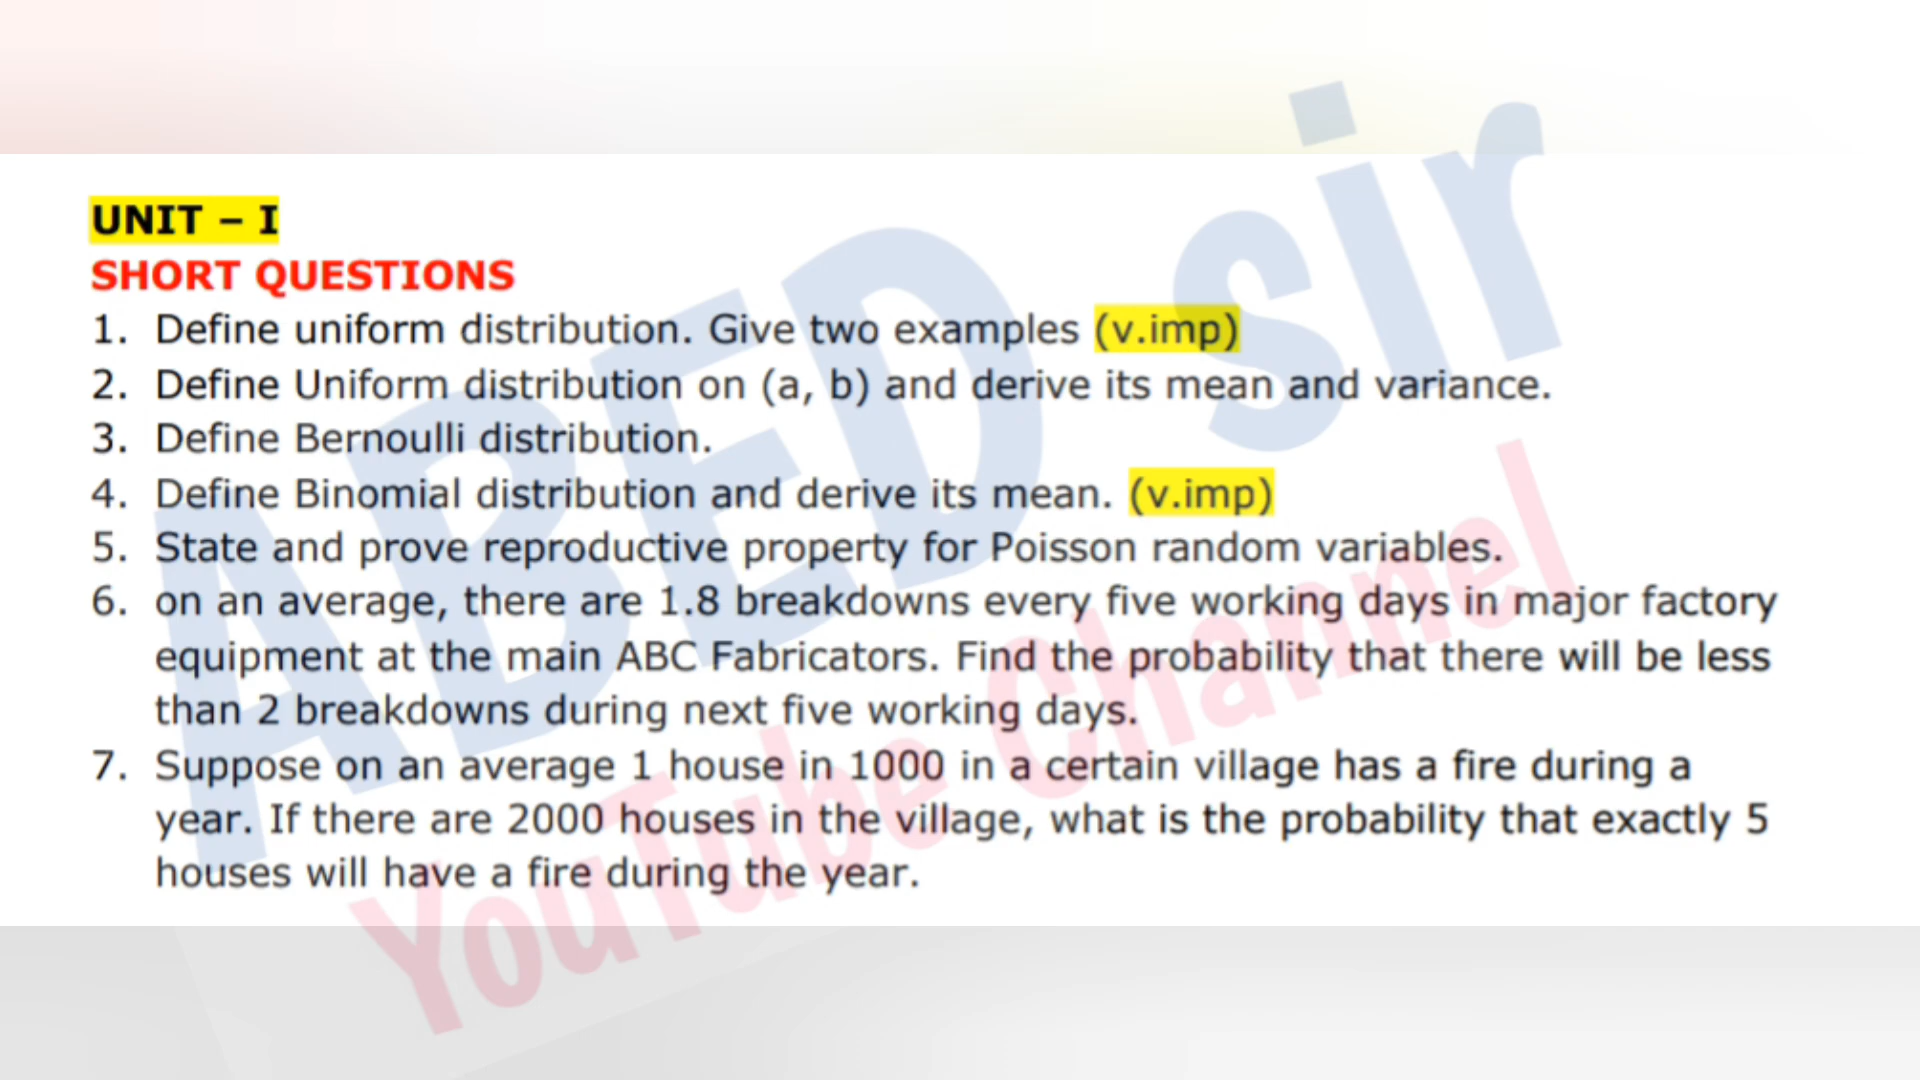 UNIT – I
SHORT QUESTIONS
1. Define uniform distribution. Give two examples (v.imp)
2. Define Uniform distribution on (a, b) and derive its mean and variance.
3. Define Bernoulli distribution.
4. Define Binomial distribution and derive its mean. (v.imp)
5. State and prove reproductive property for Poisson random variables.
6. on an average, there are 1.8 breakdowns every five working days in major factory
equipment at the main ABC Fabricators. Find the probability that there will be less
than 2 breakdowns during next five working days.
7. Suppose on an average 1 house in 1000 in a certain village has a fire during a
year. If there are 2000 houses in the village, what is the probability that exactly 5
houses will have a fire during the year.
ABED sir
YouTube Channel